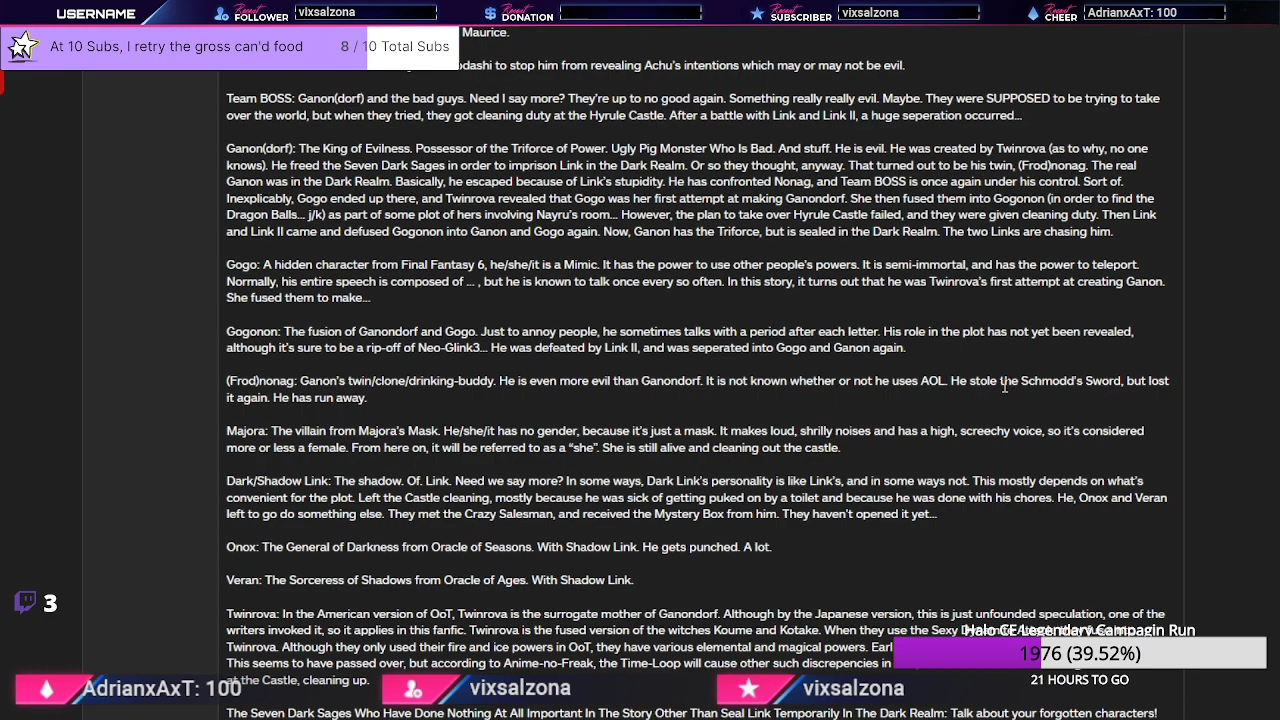 USERNAME
Recent FOLLOWER vixsalzona
Recent DONATION
Recent SUBSCRIBER vixsalzona
Recent CHEER AdrianxAxT: 100
Maurice.
At 10 Subs, I retry the gross can'd food 8 / 10 Total Subs
odashi to stop him from revealing Achu's intentions which may or may not be evil.
Team BOSS: Ganon(dorf) and the bad guys. Need I say more? They're up to no good again. Something really really evil. Maybe. They were SUPPOSED to be trying to take
over the world, but when they tried, they got cleaning duty at the Hyrule Castle. After a battle with Link and Link II, a huge seperation occurred...
Ganon(dorf): The King of Evilness. Possessor of the Triforce of Power. Ugly Pig Monster Who Is Bad. And stuff. He is evil. He was created by Twinrova (as to why, no one
knows). He freed the Seven Dark Sages in order to imprison Link in the Dark Realm. Or so they thought, anyway. That turned out to be his twin, (Frod)nonag. The real
Ganon was in the Dark Realm. Basically, he escaped because of Link's stupidity. He has confronted Nonag, and Team BOSS is once again under his control. Sort of.
Inexplicably, Gogo ended up there, and Twinrova revealed that Gogo was her first attempt at making Ganondorf. She then fused them into Gogonon (in order to find the
Dragon Balls... j/k) as part of some plot of hers involving Nayru's room... However, the plan to take over Hyrule Castle failed, and they were given cleaning duty. Then Link
and Link II came and defused Gogonon into Ganon and Gogo again. Now, Ganon has the Triforce, but is sealed in the Dark Realm. The two Links are chasing him.
Gogo: A hidden character from Final Fantasy 6, he/she/it is a Mimic. It has the power to use other people's powers. It is semi-immortal, and has the power to teleport.
Normally, his entire speech is composed of ... , but he is known to talk once every so often. In this story, it turns out that he was Twinrova's first attempt at creating Ganon.
She fused them to make...
Gogonon: The fusion of Ganondorf and Gogo. Just to annoy people, he sometimes talks with a period after each letter. His role in the plot has not yet been revealed,
although it's sure to be a rip-off of Neo-Glink3... He was defeated by Link II, and was seperated into Gogo and Ganon again.
(Frod)nonag: Ganon's twin/clone/drinking-buddy. He is even more evil than Ganondorf. It is not known whether or not he uses AOL. He stole the Schmodd's Sword, but lost
it again. He has run away.
Majora: The villain from Majora's Mask. He/she/it has no gender, because it's just a mask. It makes loud, shrilly noises and has a high, screechy voice, so it's considered
more or less a female. From here on, it will be referred to as a "she". She is still alive and cleaning out the castle.
Dark/Shadow Link: The shadow. Of. Link. Need we say more? In some ways, Dark Link's personality is like Link's, and in some ways not. This mostly depends on what's
convenient for the plot. Left the Castle cleaning, mostly because he was sick of getting puked on by a toilet and because he was done with his chores. He, Onox and Veran
left to go do something else. They met the Crazy Salesman, and received the Mystery Box from him. They haven't opened it yet...
Onox: The General of Darkness from Oracle of Seasons. With Shadow Link. He gets punched. A lot.
3
Veran: The Sorceress of Shadows from Oracle of Ages. With Shadow Link.
Twinrova: In the American version of OoT, Twinrova is the surrogate mother of Ganondorf. Although by the Japanese version, this is just unfounded speculation, one of the
writers invoked it, so it applies in this fanfic. Twinrova is the fused version of the witches Koume and Kotake. When they use the Sexy
Twinrova. Although they only used their fire and ice powers in OoT, they have various elemental and magical powers. Earl
This seems to have passed over, but according to Anime-no-Freak, the Time-Loop will cause other such discrepencies in
at the Castle, cleaning up.
Halo CE Legendary Campagin Run
1976 (39.52%)
21 HOURS TO GO
AdrianxAxT: 100
vixsalzona
vixsalzona
The Seven Dark Sages Who Have Done Nothing At All Important In The Story Other Than Seal Link Temporarily In The Dark Realm: Talk about your forgotten characters!